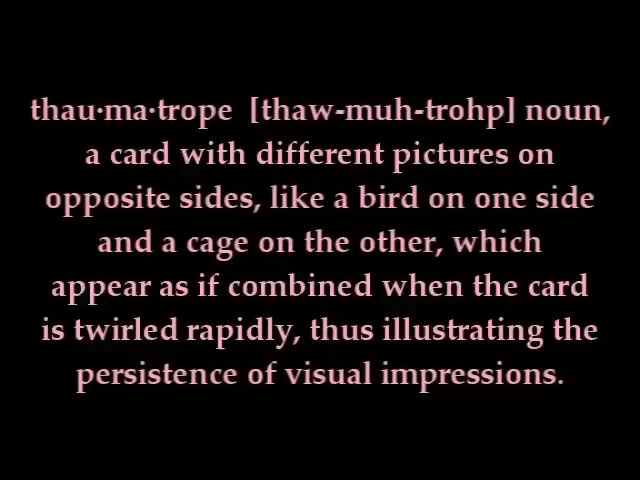 thau·ma·trope [thaw-muh-trohp] noun,
a card with different pictures on
opposite sides, like a bird on one side
and a cage on the other, which
appear as if combined when the card
is twirled rapidly, thus illustrating the
persistence of visual impressions.